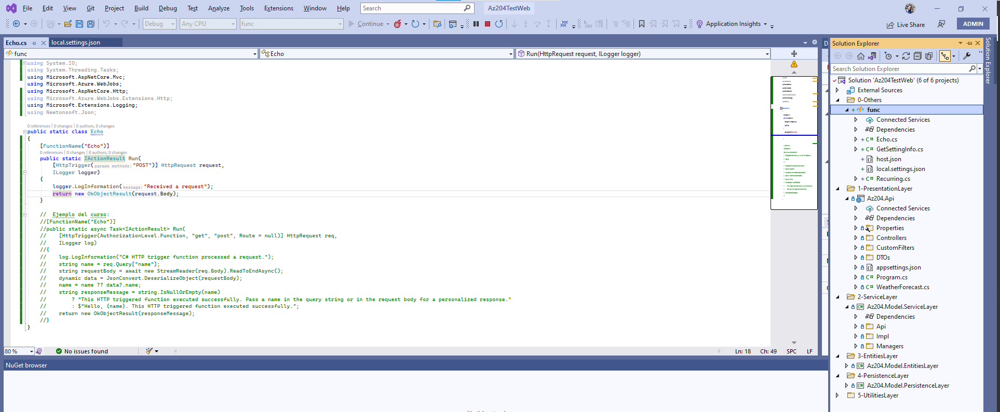 File Edit View Git Project Build Debug Test Analyze Tools Extensions Window Help Search Az204TestWeb
Debug Any CPU func Continue Application Insights Live Share ADMIN
Echo.cs local.settings.json
func Echo Run(HttpRequest request, ILogger logger)
using System.IO;
using System.Threading.Tasks;
using Microsoft.AspNetCore.Mvc;
using Microsoft.Azure.WebJobs;
using Microsoft.AspNetCore.Http;
using Microsoft.Azure.WebJobs.Extensions.Http;
using Microsoft.Extensions.Logging;
using Newtonsoft.Json;
0 references | 0 changes | 0 authors, 0 changes
public static class Echo
{
[FunctionName("Echo")]
0 references | 0 changes | 0 authors, 0 changes
public static IActionResult Run(
[HttpTrigger(params methods: "POST")] HttpRequest request,
ILogger logger)
{
logger.LogInformation(message: "Received a request");
return new OkObjectResult(request.Body);
}
// Ejemplo del curso:
//[FunctionName("Echo")]
//public static async Task<IActionResult> Run(
// [HttpTrigger(AuthorizationLevel.Function, "get", "post", Route = null)] HttpRequest req,
// ILogger log)
//{
// log.LogInformation("C# HTTP trigger function processed a request.");
// string name = req.Query["name"];
// string requestBody = await new StreamReader(req.Body).ReadToEndAsync();
// dynamic data = JsonConvert.DeserializeObject(requestBody);
// name = name ?? data?.name;
// string responseMessage = string.IsNullOrEmpty(name)
// ? "This HTTP triggered function executed successfully. Pass a name in the query string or in the request body for a personalized response."
// : $"Hello, {name}. This HTTP triggered function executed successfully.";
// return new OkObjectResult(responseMessage);
//}
}
80 % No issues found Ln: 18 Ch: 49 SPC LF
NuGet browser
Solution Explorer
Search Solution Explorer
Solution 'Az204TestWeb' (6 of 6 projects)
External Sources
0-Others
func
Connected Services
Dependencies
C# Echo.cs
C# GetSettingInfo.cs
host.json
local.settings.json
C# Recurring.cs
1-PresentationLayer
Az204.Api
Connected Services
Dependencies
Properties
Controllers
CustomFilters
DTOs
appsettings.json
C# Program.cs
C# WeatherForecast.cs
2-ServiceLayer
C# Az204.Model.ServiceLayer
Dependencies
Api
Impl
Managers
3-EntitiesLayer
C# Az204.Model.EntitiesLayer
4-PersistenceLayer
C# Az204.Model.PersistenceLayer
5-UtilitiesLayer
Solution Explorer